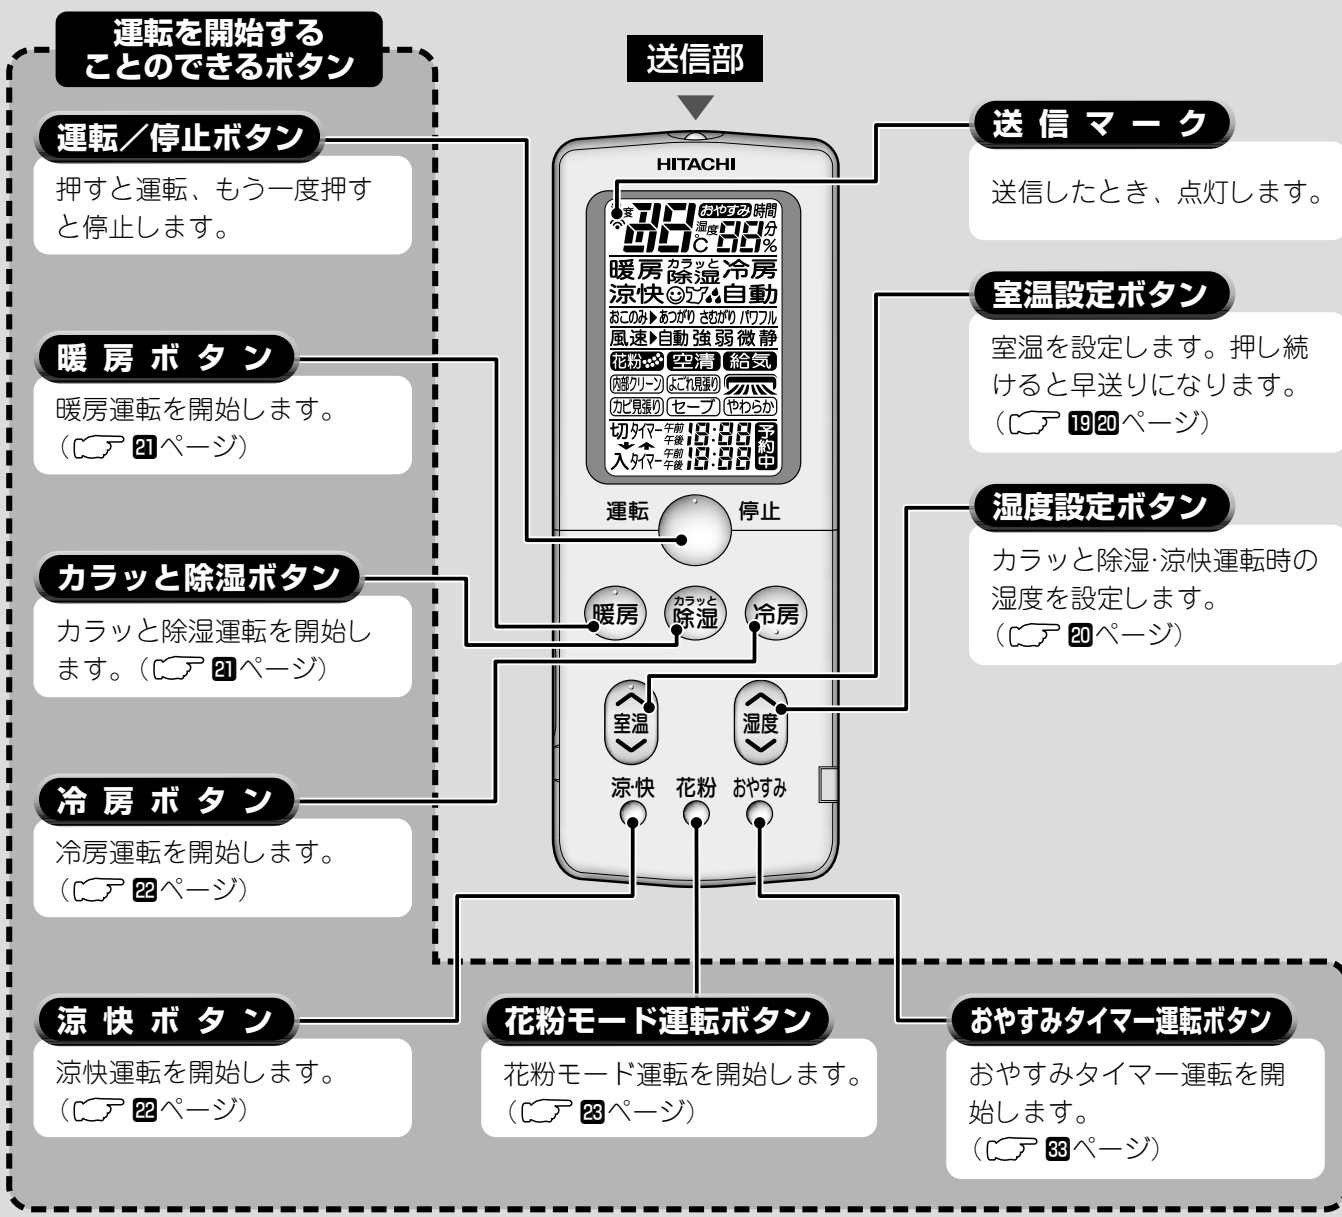 運転を開始する
ことのできるボタン
運転／停止ボタン
押すと運転、もう一度押す
と停止します。
暖房ボタン
暖房運転を開始します。
（☞21ページ）
カラッと除湿ボタン
カラッと除湿運転を開始し
ます。（☞21ページ）
冷房ボタン
冷房運転を開始します。
（☞22ページ）
涼快ボタン
涼快運転を開始します。
（☞22ページ）
花粉モード運転ボタン
花粉モード運転を開始します。
（☞23ページ）
おやすみタイマー運転ボタン
おやすみタイマー運転を開
始します。
（☞33ページ）
送信部
HITACHI
88 おやすみ 時間
℃ 湿度 88 分 %
暖房 カラッと除湿 冷房
涼快 自動
おこのみ▶あつがり さむがり パワフル
風速▶自動 強 弱 微 静
花粉 空清 給気
内部クリーン よごれ見張り
カビ見張り セーブ やわらか
切タイマー 午前 午後 18:88 予約中
入タイマー 午前 午後 18:88
運転 停止
暖房 カラッと除湿 冷房
室温 湿度
涼快 花粉 おやすみ
送信マーク
送信したとき、点灯します。
室温設定ボタン
室温を設定します。押し続
けると早送りになります。
（☞19 20ページ）
湿度設定ボタン
カラッと除湿·涼快運転時の
湿度を設定します。
（☞20ページ）